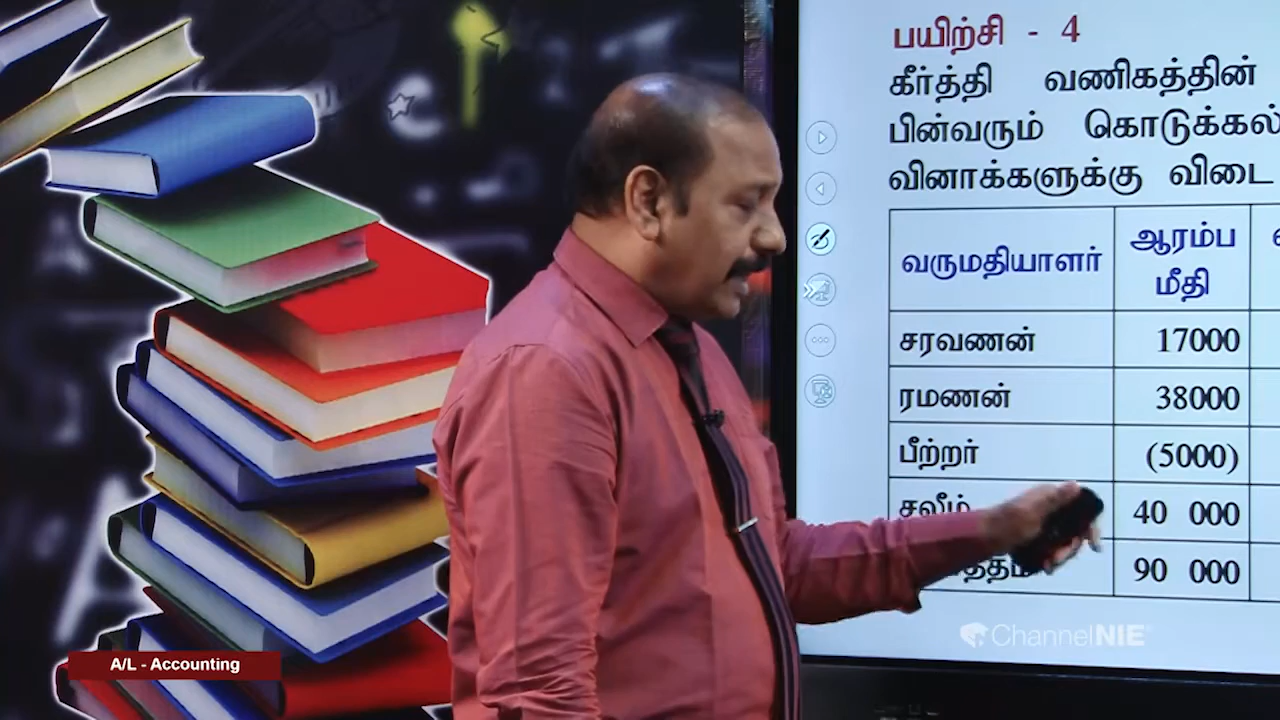 பயிற்சி - 4
கீர்த்தி வணிகத்தின்
பின்வரும் கொடுக்கல்
வினாக்களுக்கு விடை
வருமதியாளர் ஆரம்ப மீதி
சரவணன் 17000
ரமணன் 38000
பீற்றர் (5000)
சலீம் 40 000
90 000
ChannelNIE
A/L - Accounting